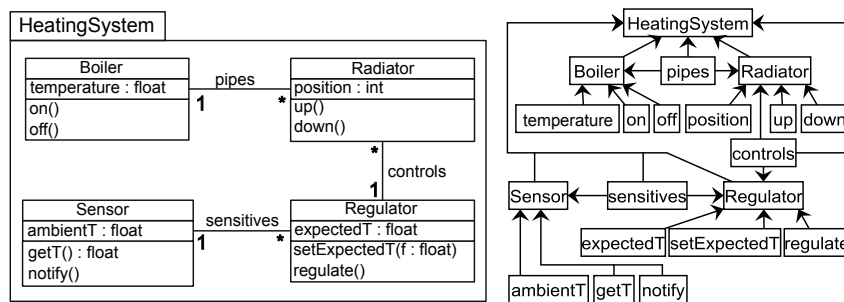 HeatingSystem
Boiler
temperature : float
on()
off()
pipes
1
*
Radiator
position : int
up()
down()
*
controls
1
Sensor
ambientT : float
getT() : float
notify()
sensitives
1
*
Regulator
expectedT : float
setExpectedT(f : float)
regulate()
HeatingSystem
Boiler
pipes
Radiator
temperature
on
off
position
up
down
controls
Sensor
sensitives
Regulator
expectedT
setExpectedT
regulate
ambientT
getT
notify